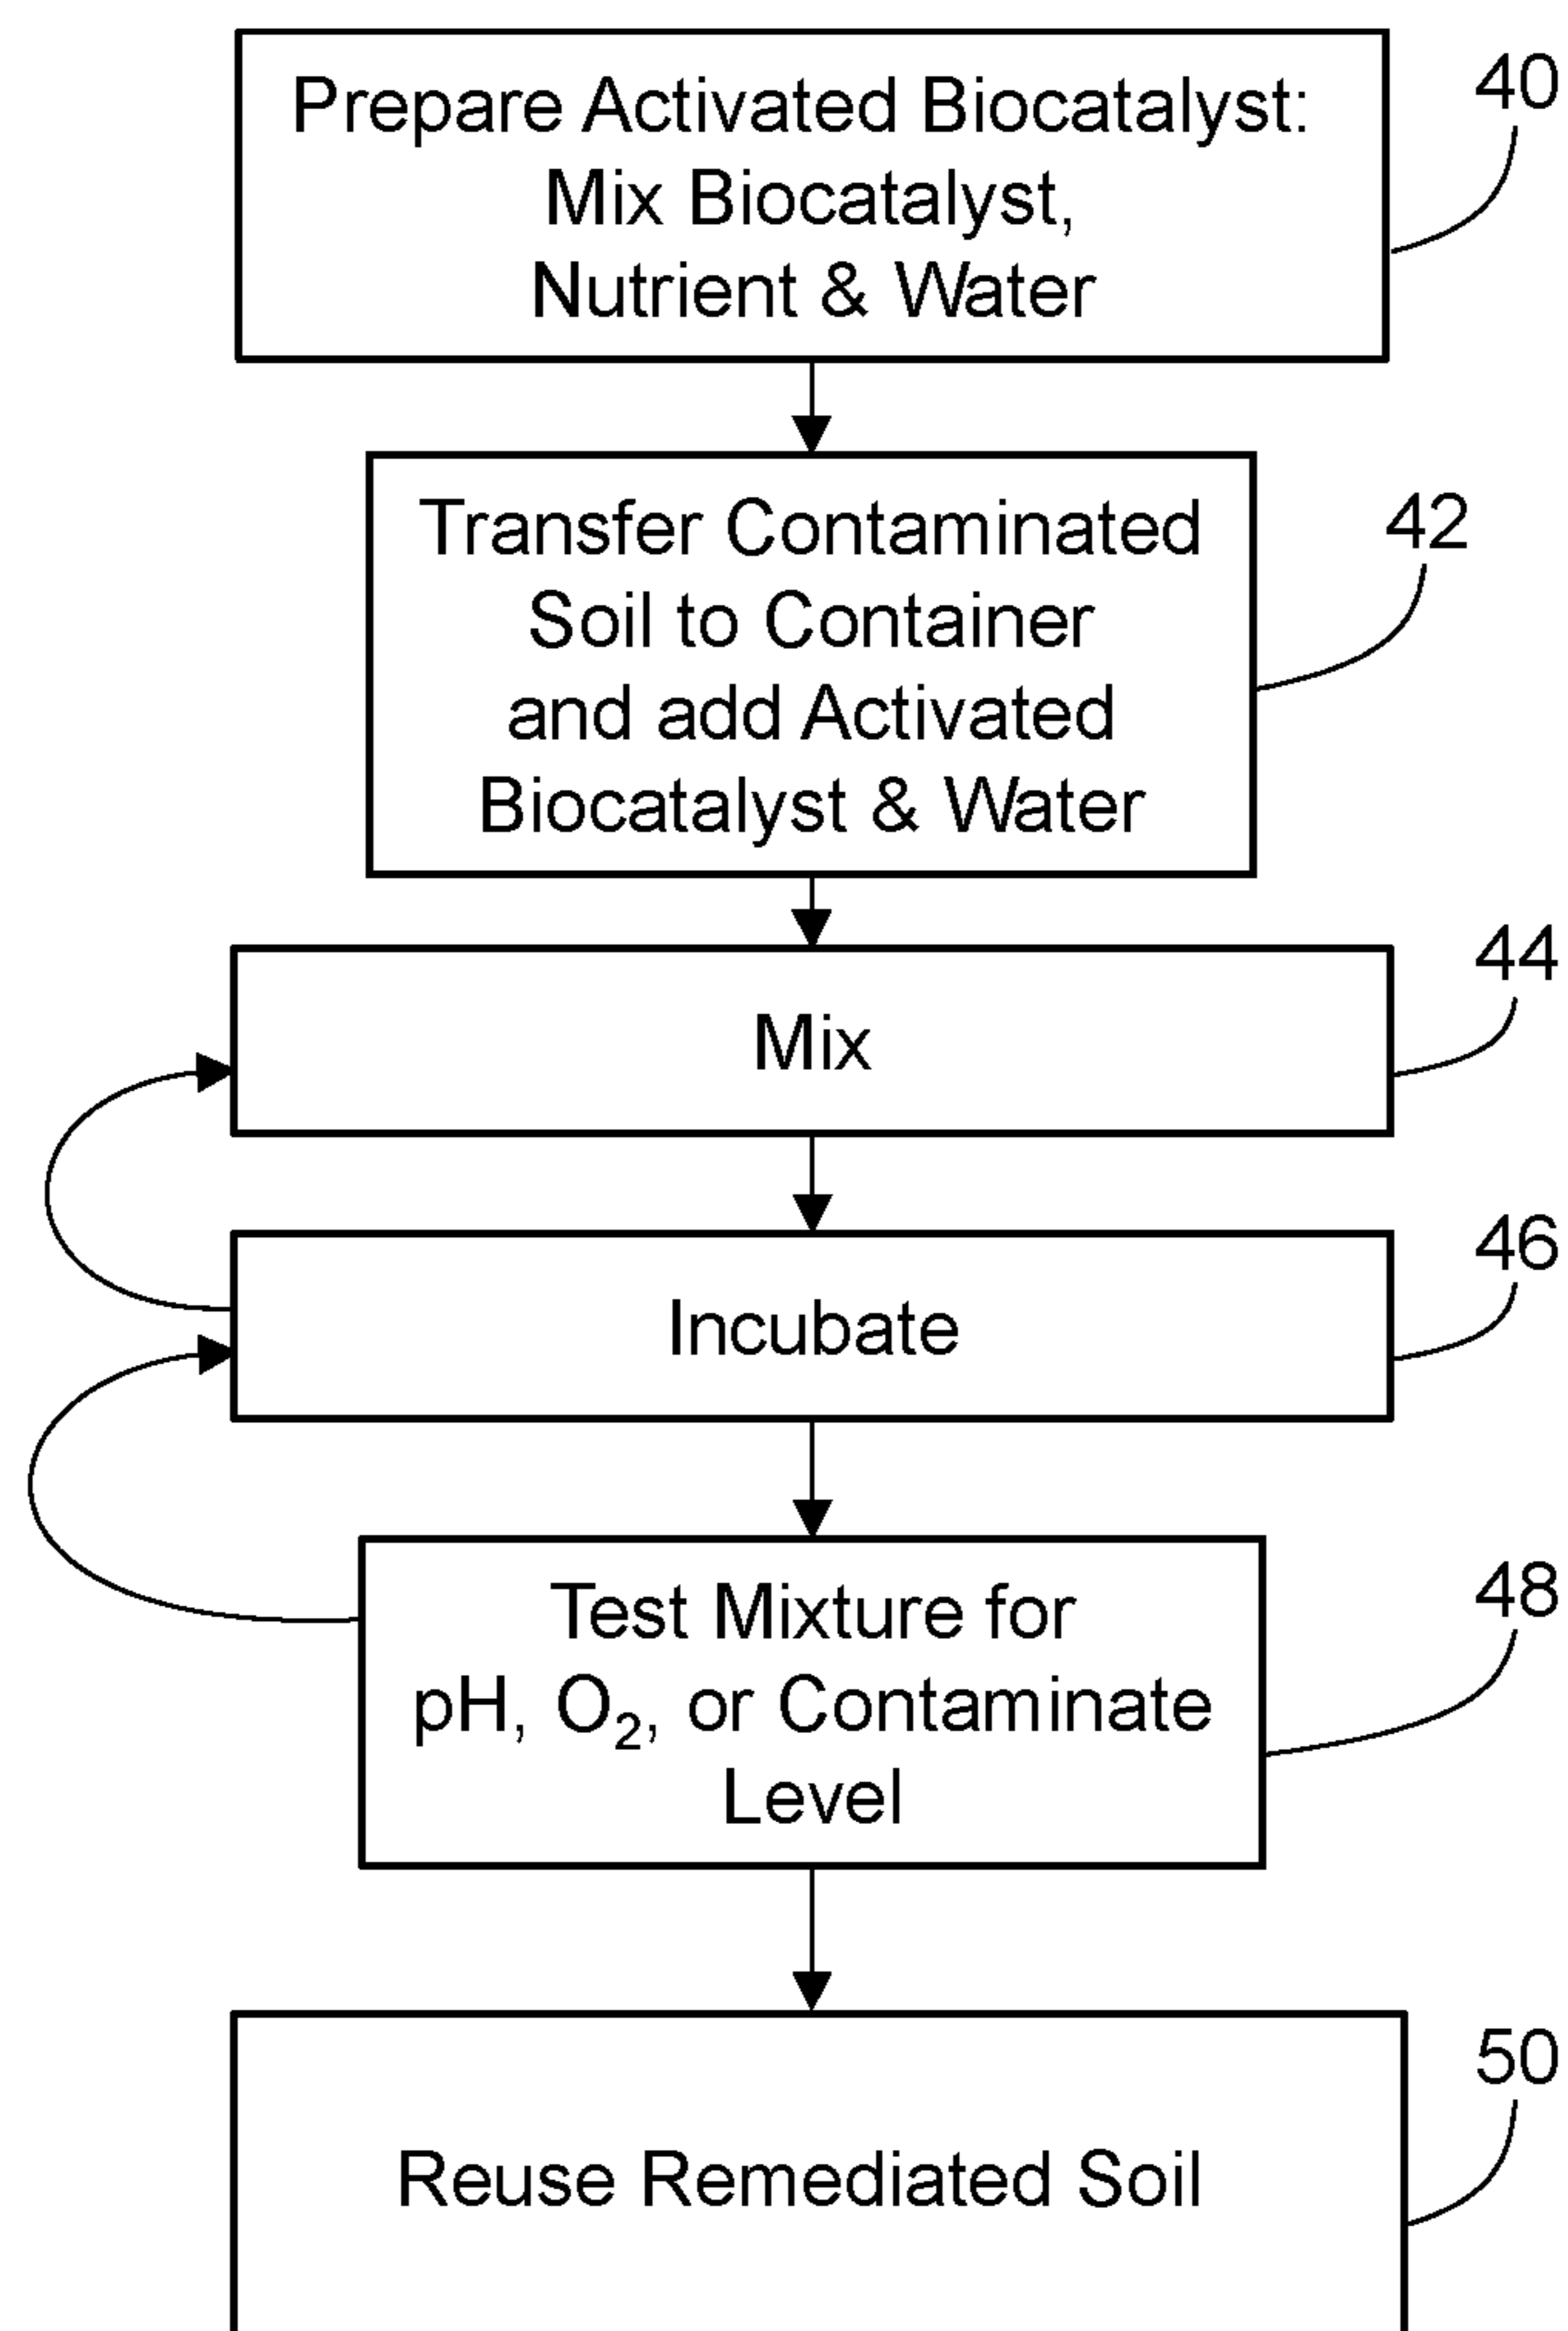 Prepare Activated Biocatalyst:
Mix Biocatalyst,
Nutrient & Water
40
Transfer Contaminated
Soil to Container
and add Activated
Biocatalyst & Water
42
Mix
44
Incubate
46
Test Mixture for
pH, O₂, or Contaminate
Level
48
Reuse Remediated Soil
50